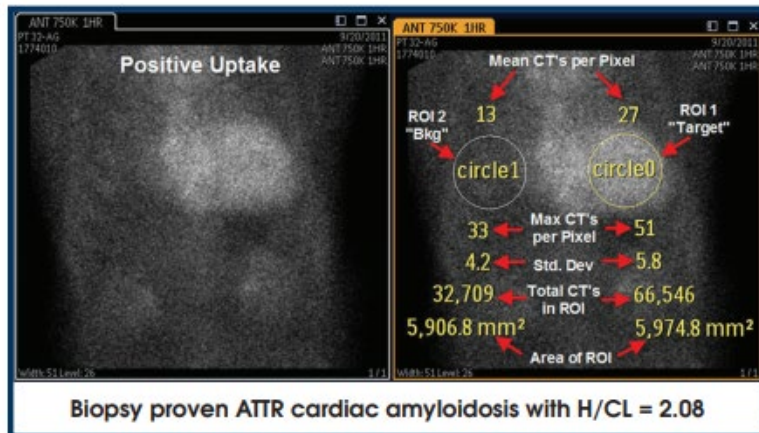 ANT 750K 1HR
PT 32-AG
1774010
9/20/2011
ANT 750K 1HR
ANT 750K 1HR
Positive Uptake
Width: 51 Level: 26
1/1
ANT 750K 1HR
PT 32-AG
1774010
9/20/2011
ANT 750K 1HR
ANT 750K 1HR
Mean CT's per Pixel
13
27
ROI 2
"Bkg"
ROI 1
"Target"
circle1
circle0
33
Max CT's
per Pixel
51
4.2
Std. Dev
5.8
32,709
Total CT's
in ROI
66,546
5,906.8 mm²
5,974.8 mm²
Area of ROI
Width: 51 Level: 26
1/1
Biopsy proven ATTR cardiac amyloidosis with H/CL = 2.08